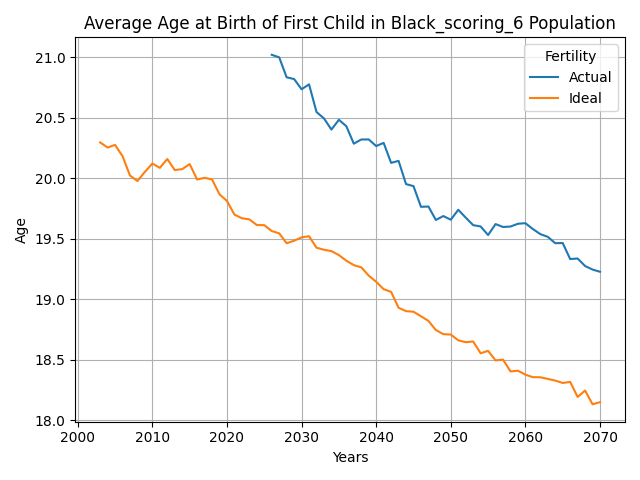 Average Age at Birth of First Child in Black_scoring_6 Population
Fertility
Actual
Ideal
21.0
20.5
20.0
19.5
19.0
18.5
18.0
Age
2000 2010 2020 2030 2040 2050 2060 2070
Years